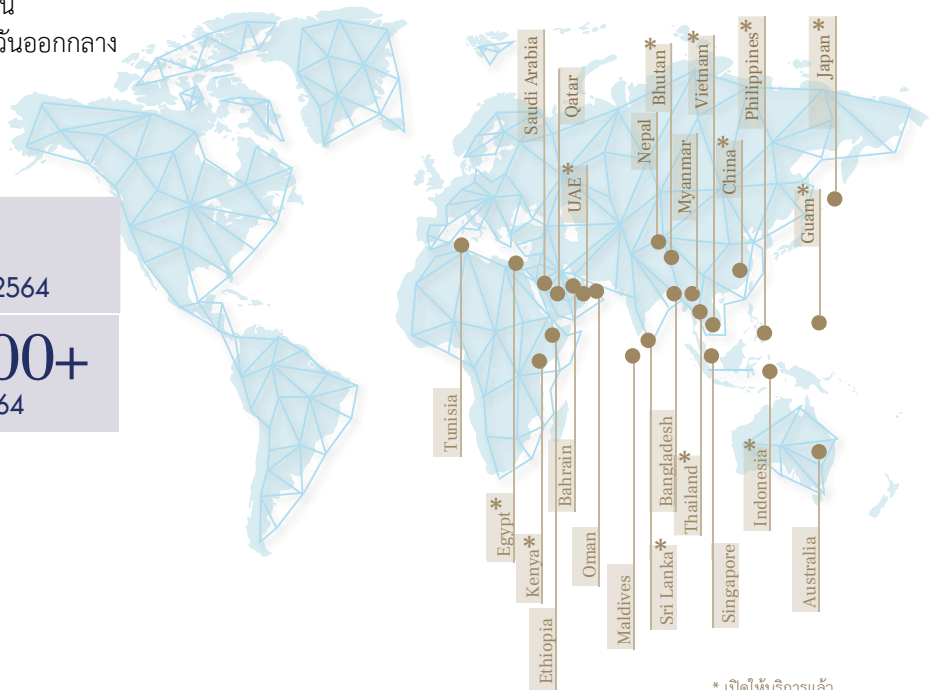 น
วันออกกลาง
2564
00+
64
Saudi Arabia
Qatar
UAE*
Nepal
Bhutan*
Myanmar
Vietnam*
China*
Philippines*
Guam*
Japan*
Tunisia
Egypt*
Kenya*
Ethiopia
Bahrain
Oman
Maldives
Sri Lanka*
Bangladesh
Thailand*
Singapore
Indonesia*
Australia
* เปิดให้บริการแล้ว